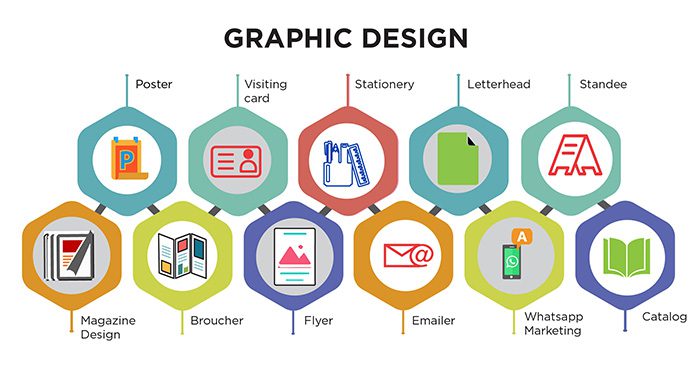 GRAPHIC DESIGN
Poster
Visiting
card
Stationery
Letterhead
Standee
P
A
Magazine
Design
Broucher
Flyer
Emailer
Whatsapp
Marketing
Catalog
@